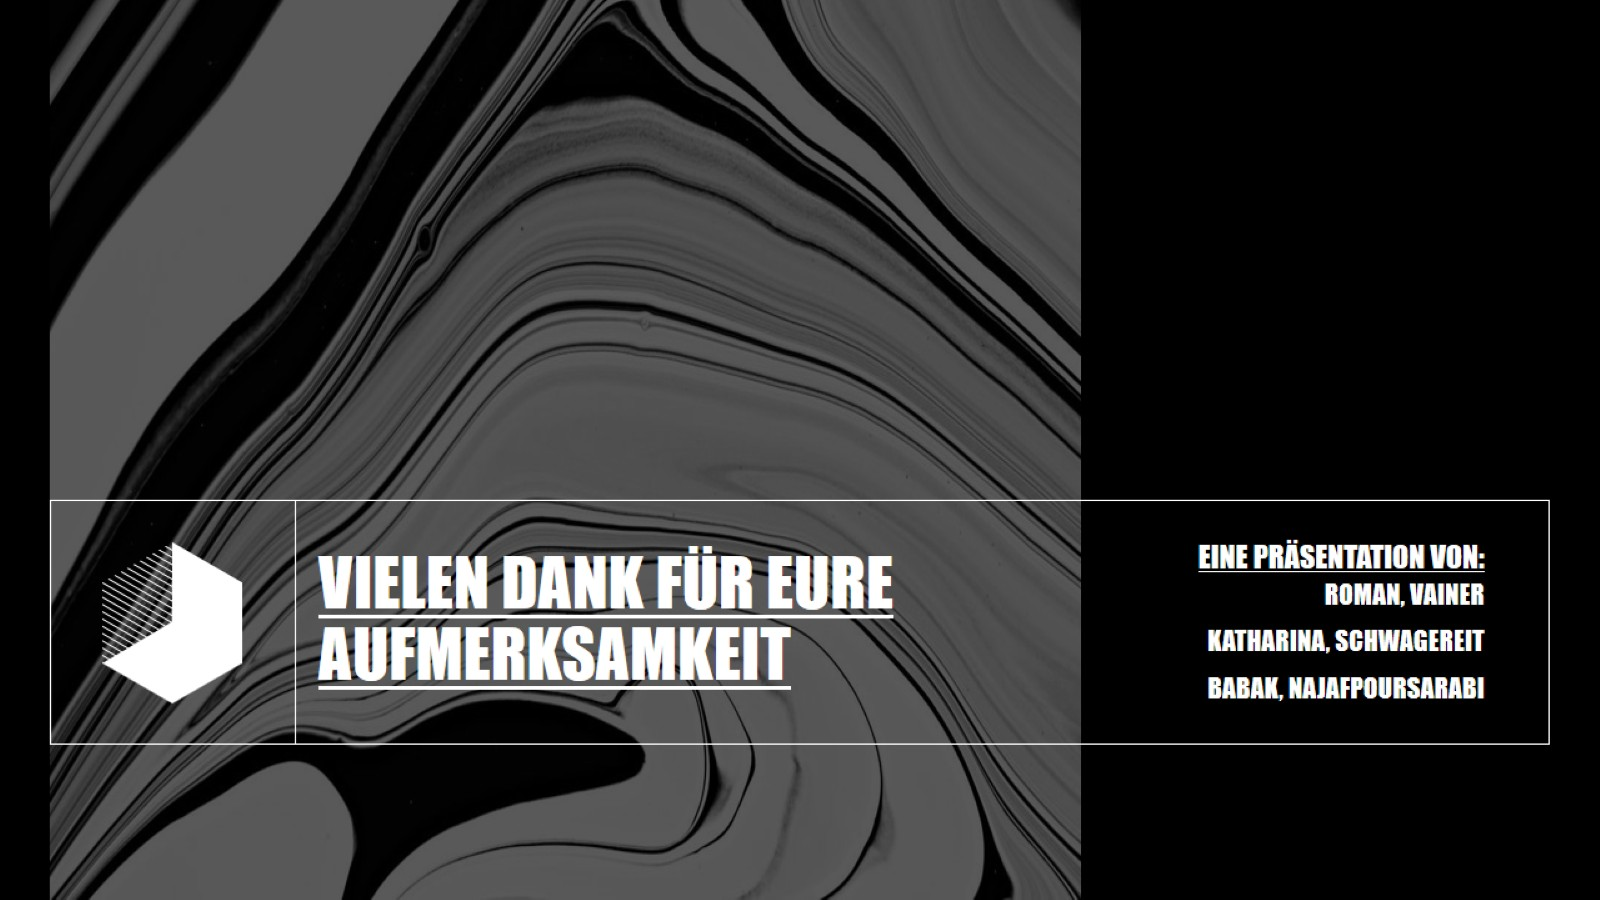 VIELEN DANK FÜR EURE
AUFMERKSAMKEIT
EINE PRÄSENTATION VON:
ROMAN, VAINER
KATHARINA, SCHWAGEREIT
BABAK, NAJAFPOURSARABI